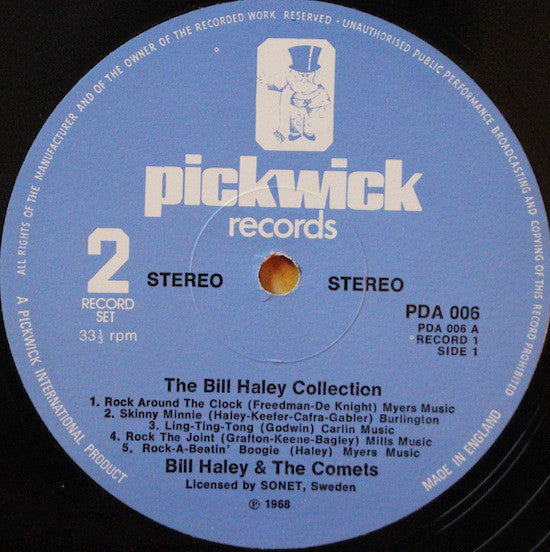 ALL RIGHTS OF THE MANUFACTURER AND OF THE OWNER OF THE RECORDED WORK RESERVED · UNAUTHORISED PUBLIC PERFORMANCE BROADCASTING AND COPYING OF THIS RECORD PROHIBITED
pickwick
records
2
RECORD
SET
33⅓ rpm
STEREO
STEREO
PDA 006
PDA 006 A
RECORD 1
SIDE 1
The Bill Haley Collection
1. Rock Around The Clock (Freedman-De Knight) Myers Music
2. Skinny Minnie (Haley-Keefer-Cafra-Gabler) Burlington
3. Ling-Ting-Tong (Godwin) Carlin Music
4. Rock The Joint (Grafton-Keene-Bagley) Mills Music
5. Rock-A-Beatin' Boogie (Haley) Myers Music
Bill Haley & The Comets
Licensed by SONET, Sweden
℗ 1968
A PICKWICK INTERNATIONAL PRODUCT
MADE IN ENGLAND